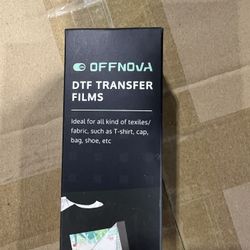 OFFNOVA
DTF TRANSFER
FILMS
Ideal for all kind of texiles/
fabric, such as T-shirt, cap,
bag, shoe, etc